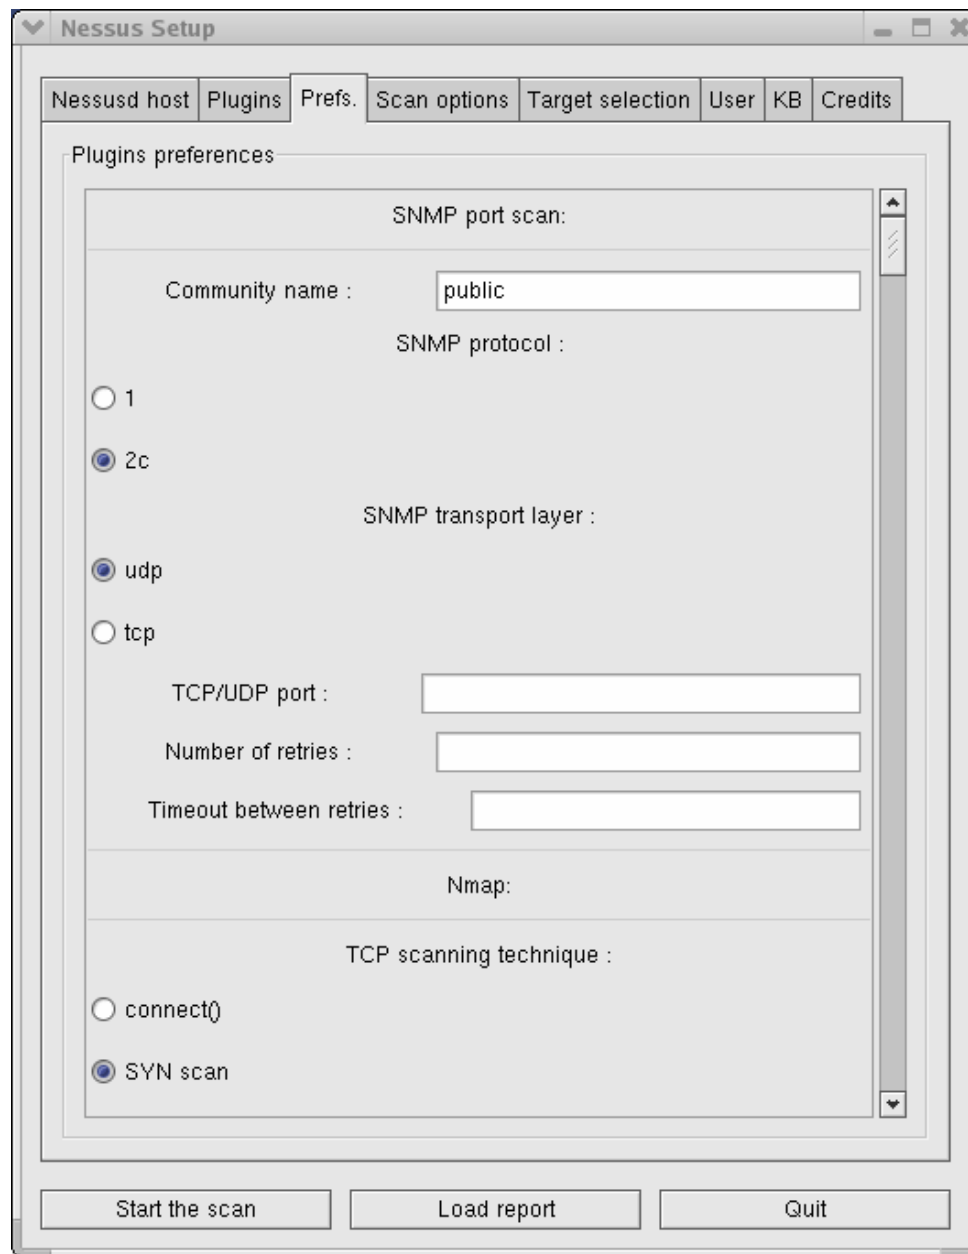 Nessus Setup
Nessusd host Plugins Prefs. Scan options Target selection User KB Credits
Plugins preferences
SNMP port scan:
Community name : public
SNMP protocol :
1
2c
SNMP transport layer :
udp
tcp
TCP/UDP port :
Number of retries :
Timeout between retries :
Nmap:
TCP scanning technique :
connect()
SYN scan
Start the scan Load report Quit